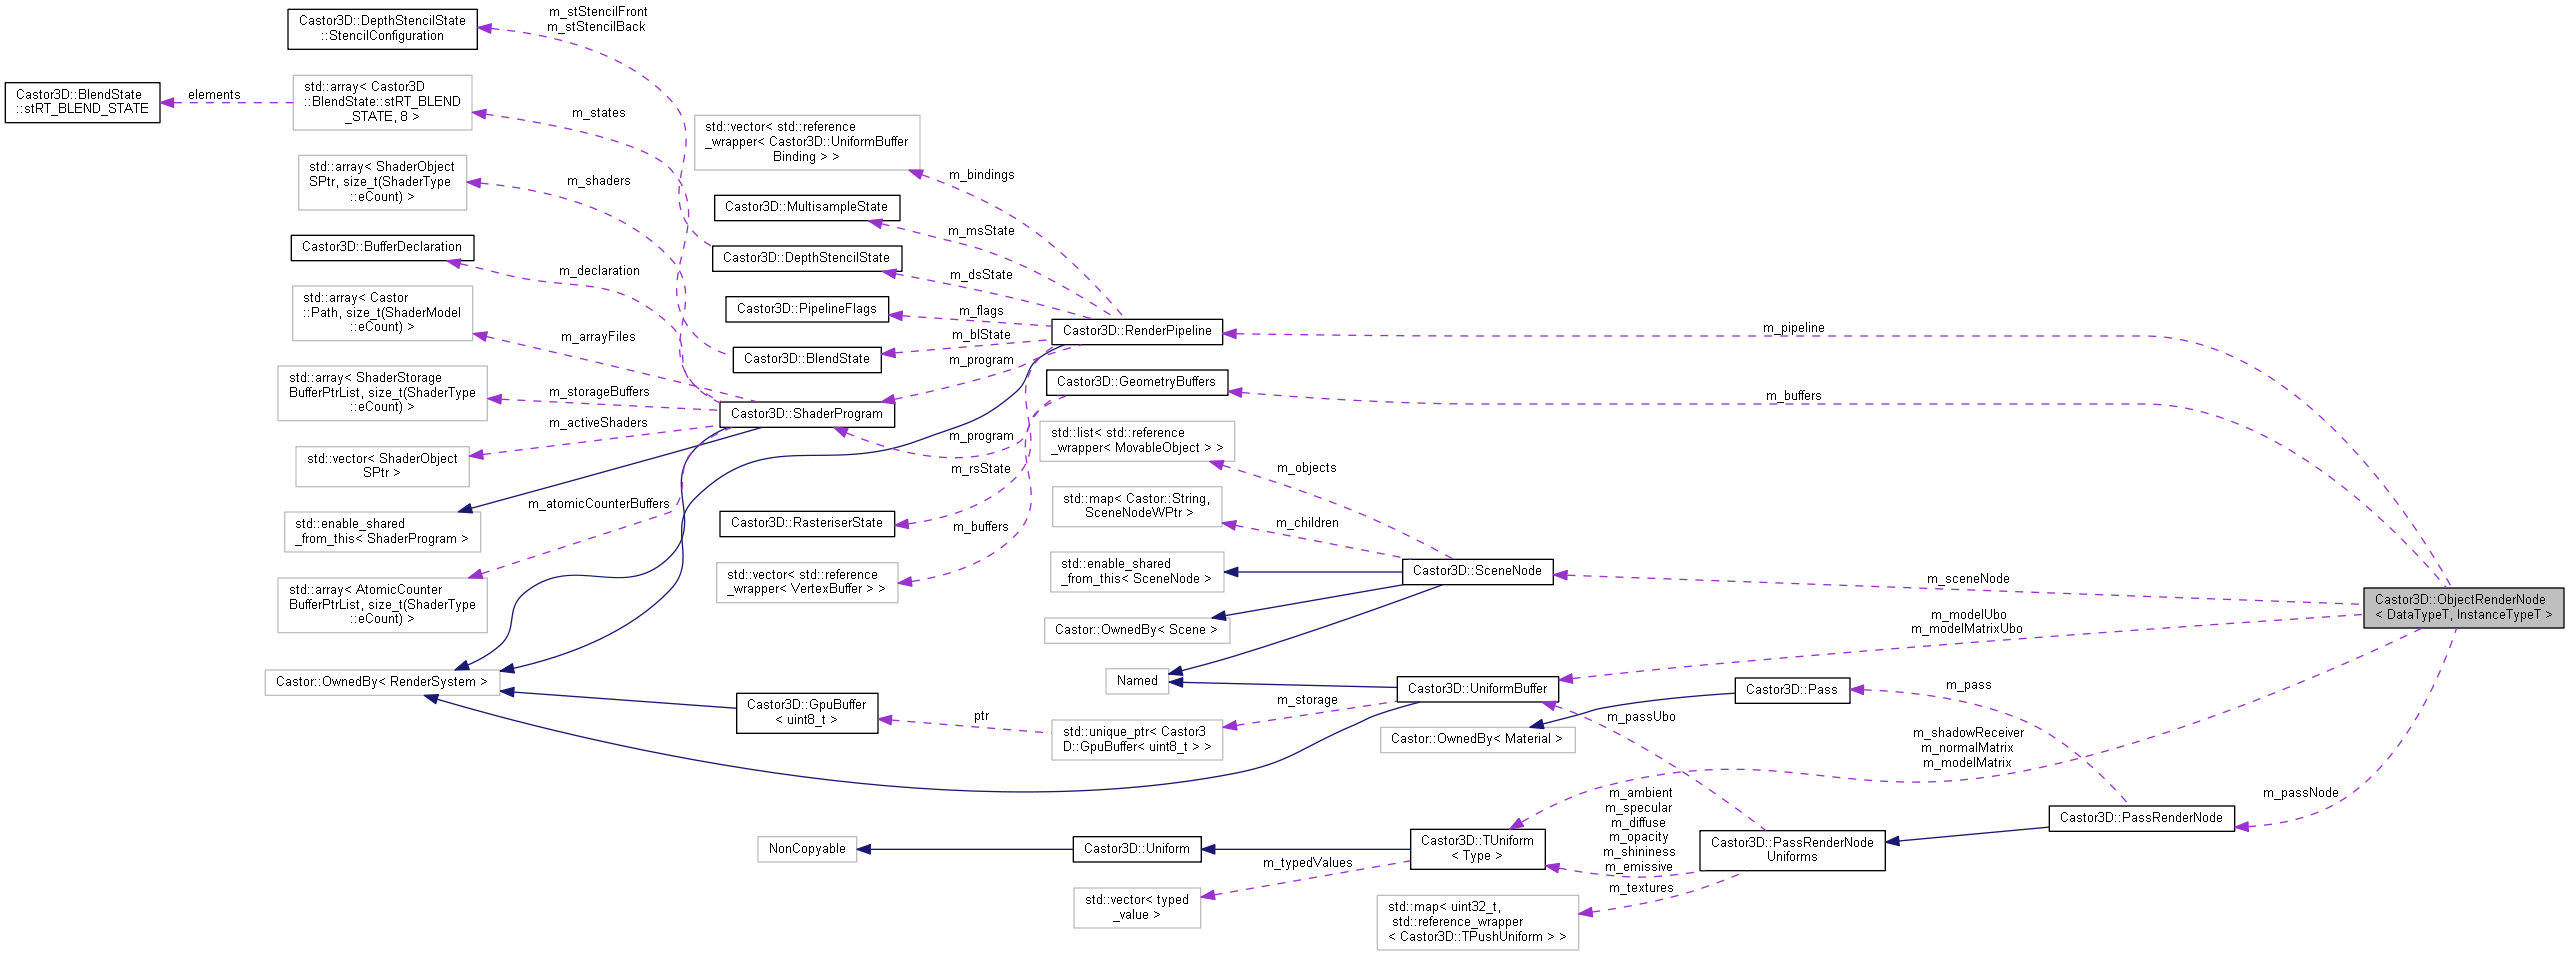 Castor3D::DepthStencilState
::StencilConfiguration
m_stStencilFront
m_stStencilBack
Castor3D::BlendState
::stRT_BLEND_STATE
elements
std::array< Castor3D
::BlendState::stRT_BLEND
_STATE, 8 >
m_states
std::vector< std::reference
_wrapper< Castor3D::UniformBuffer
Binding > >
std::array< ShaderObject
SPtr, size_t(ShaderType
::eCount) >
m_shaders
m_bindings
Castor3D::MultisampleState
m_msState
Castor3D::BufferDeclaration
m_declaration
Castor3D::DepthStencilState
m_dsState
std::array< Castor
::Path, size_t(ShaderModel
::eCount) >
m_arrayFiles
Castor3D::PipelineFlags
m_flags
Castor3D::RenderPipeline
m_pipeline
Castor3D::BlendState
m_blState
m_program
std::array< ShaderStorage
BufferPtrList, size_t(ShaderType
::eCount) >
m_storageBuffers
Castor3D::GeometryBuffers
m_buffers
Castor3D::ShaderProgram
m_activeShaders
std::vector< ShaderObject
SPtr >
m_program
std::list< std::reference
_wrapper< MovableObject > >
m_objects
m_rsState
m_atomicCounterBuffers
std::enable_shared
_from_this< ShaderProgram >
Castor3D::RasteriserState
m_buffers
std::map< Castor::String,
SceneNodeWPtr >
m_children
std::array< AtomicCounter
BufferPtrList, size_t(ShaderType
::eCount) >
std::vector< std::reference
_wrapper< VertexBuffer > >
std::enable_shared
_from_this< SceneNode >
Castor3D::SceneNode
m_sceneNode
Castor3D::ObjectRenderNode
< DataTypeT, InstanceTypeT >
Castor::OwnedBy< Scene >
m_modelUbo
m_modelMatrixUbo
Castor::OwnedBy< RenderSystem >
Named
Castor3D::UniformBuffer
Castor3D::Pass
m_pass
Castor3D::GpuBuffer
< uint8_t >
ptr
m_storage
std::unique_ptr< Castor3
D::GpuBuffer< uint8_t > >
m_passUbo
Castor::OwnedBy< Material >
m_shadowReceiver
m_normalMatrix
m_modelMatrix
m_passNode
m_ambient
m_specular
m_diffuse
m_opacity
m_shininess
m_emissive
Castor3D::PassRenderNode
NonCopyable
Castor3D::Uniform
Castor3D::TUniform
< Type >
Castor3D::PassRenderNode
Uniforms
m_typedValues
m_textures
std::vector< typed
_value >
std::map< uint32_t,
std::reference_wrapper
< Castor3D::TPushUniform > >